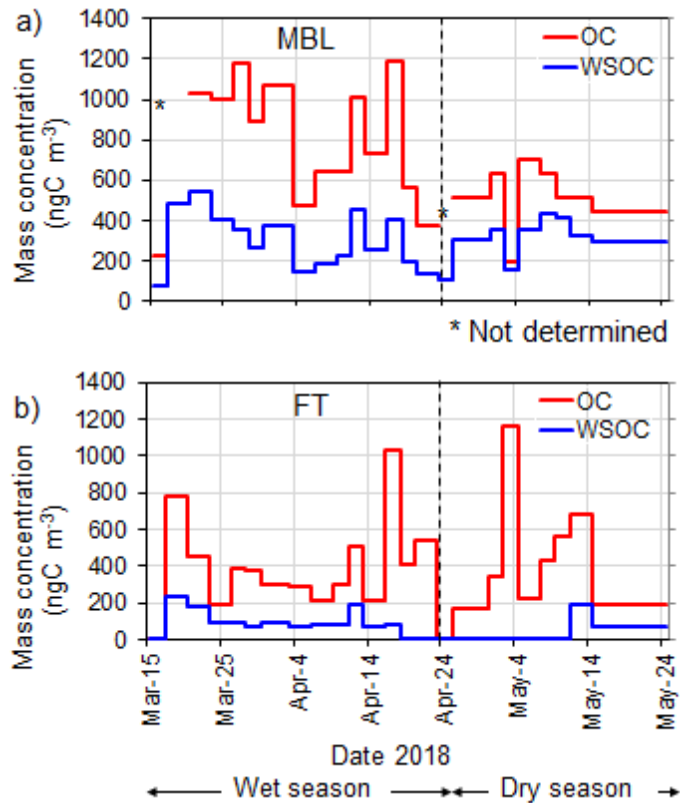 a)
MBL
OC
WSOC
Mass concentration
(ngC m-3)
1400
1200
1000
800
600
400
200
0
*
*
* Not determined
b)
FT
OC
WSOC
Mass concentration
(ngC m-3)
1400
1200
1000
800
600
400
200
0
Mar-15
Mar-25
Apr-4
Apr-14
Apr-24
May-4
May-14
May-24
Date 2018
Wet season
Dry season